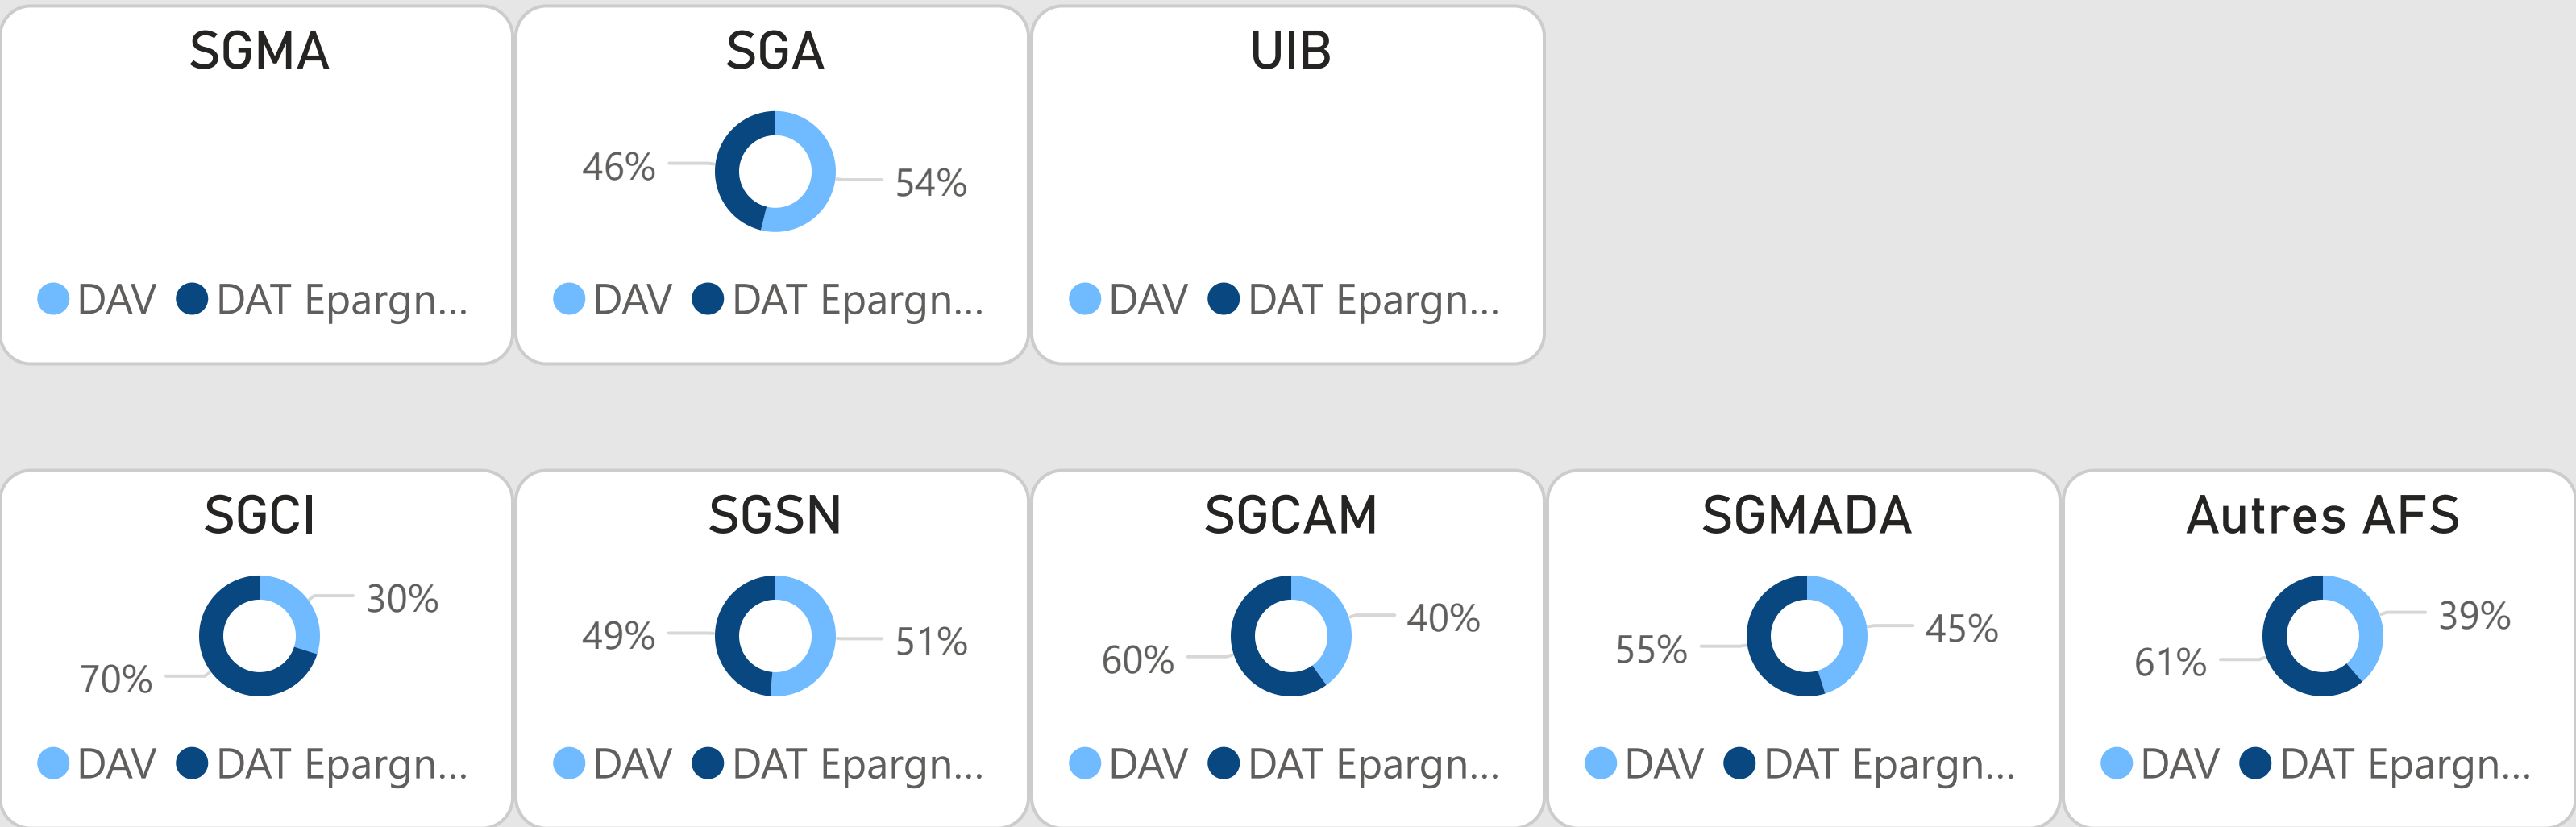 SGMA
DAV DAT Epargn...
SGA
46%
54%
DAV DAT Epargn...
UIB
DAV DAT Epargn...
SGCI
30%
70%
DAV DAT Epargn...
SGSN
49%
51%
DAV DAT Epargn...
SGCAM
40%
60%
DAV DAT Epargn...
SGMADA
45%
55%
DAV DAT Epargn...
Autres AFS
39%
61%
DAV DAT Epargn...